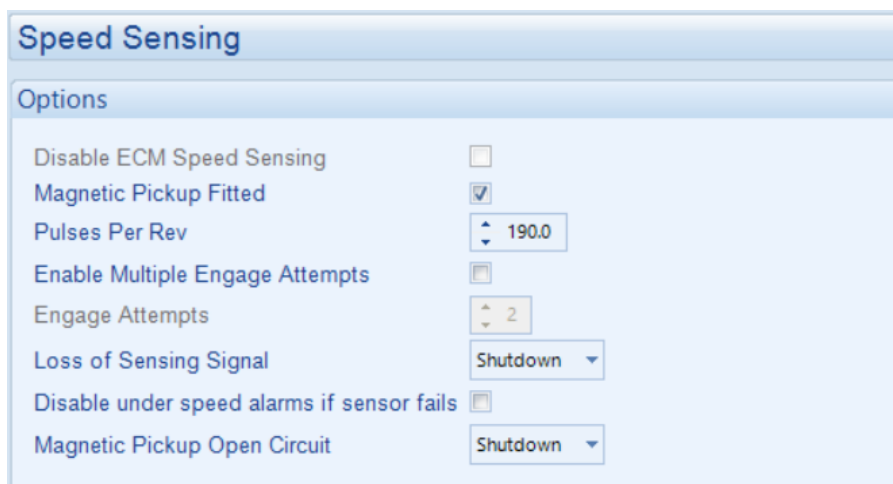 Speed Sensing
Options
Disable ECM Speed Sensing
Magnetic Pickup Fitted
Pulses Per Rev 190.0
Enable Multiple Engage Attempts
Engage Attempts 2
Loss of Sensing Signal Shutdown
Disable under speed alarms if sensor fails
Magnetic Pickup Open Circuit Shutdown